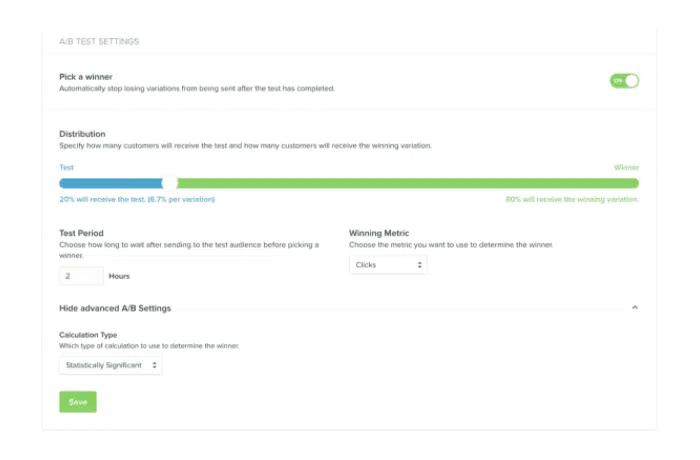 A/B TEST SETTINGS
Pick a winner
Automatically stop losing variations from being sent after the test has completed.
ON
Distribution
Specify how many customers will receive the test and how many customers will receive the winning variation.
Test
Winner
20% will receive the test. (6.7% per variation)
80% will receive the winning variation.
Test Period
Choose how long to wait after sending to the test audience before picking a
winner.
2 Hours
Winning Metric
Choose the metric you want to use to determine the winner.
Clicks
Hide advanced A/B Settings
Calculation Type
Which type of calculation to use to determine the winner.
Statistically Significant
Save